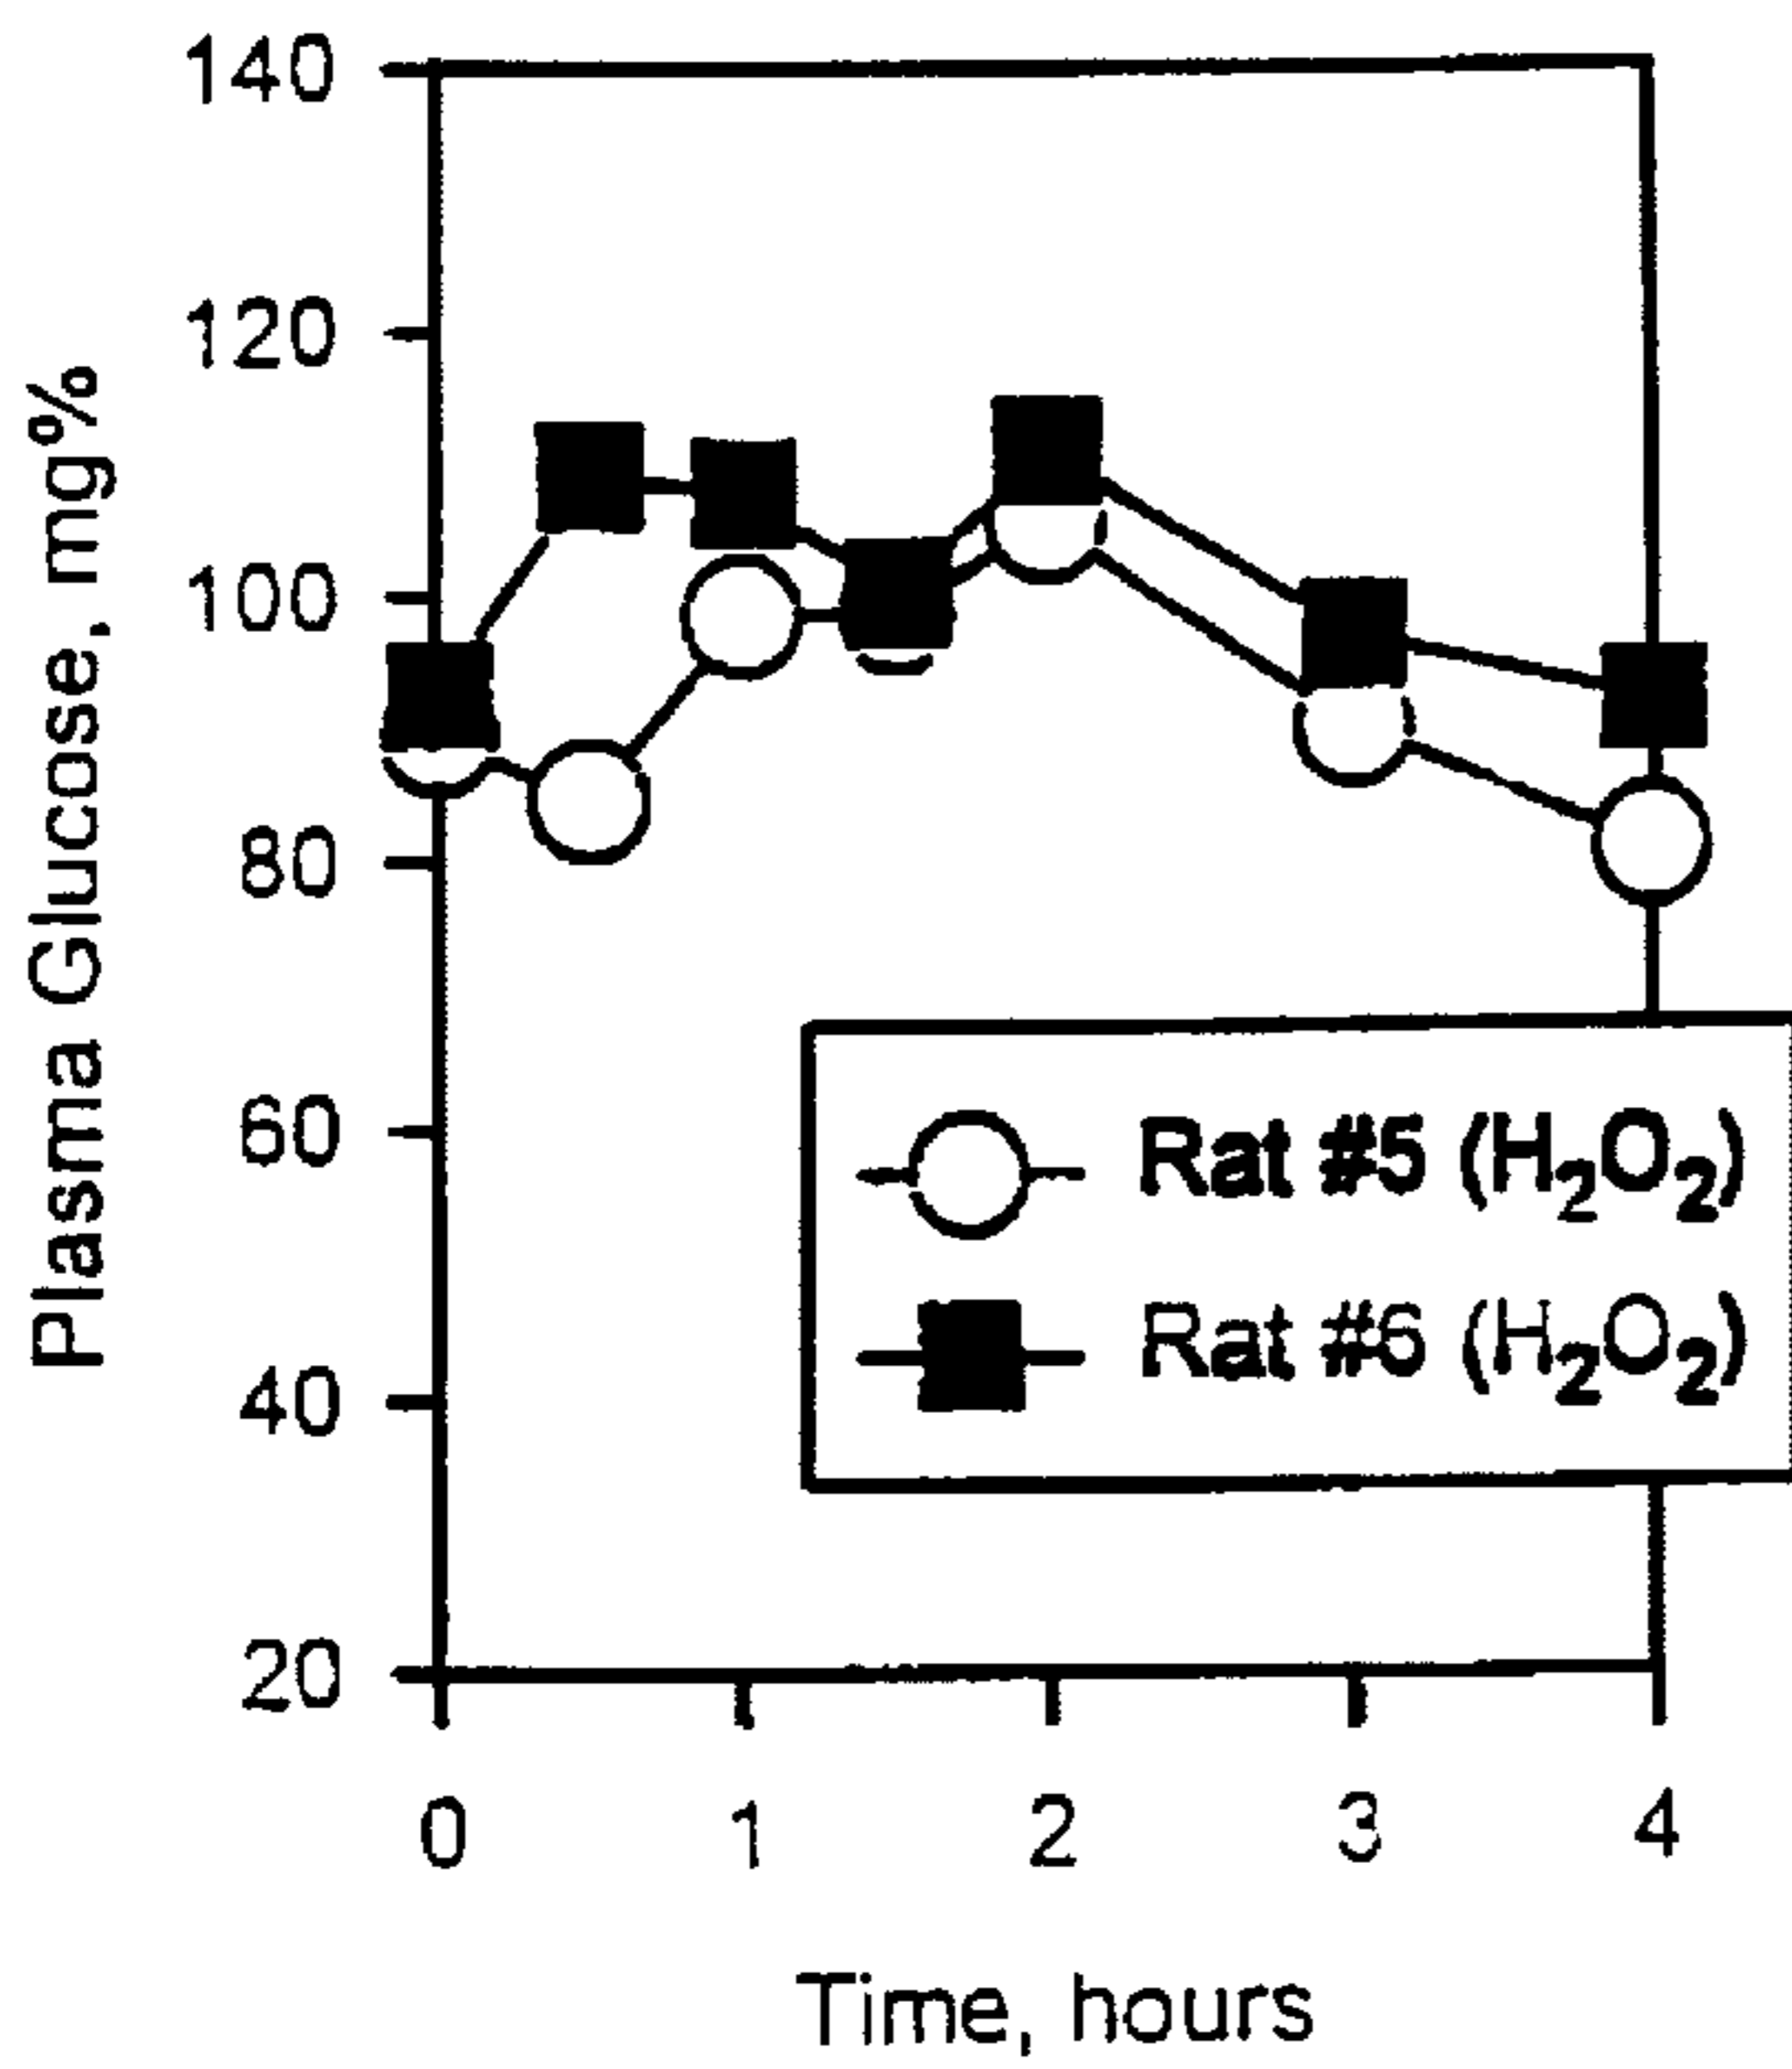 140
120
100
80
60
40
20
Plasma Glucose, mg%
Rat #5 (H₂O₂)
Rat #6 (H₂O₂)
0 1 2 3 4
Time, hours